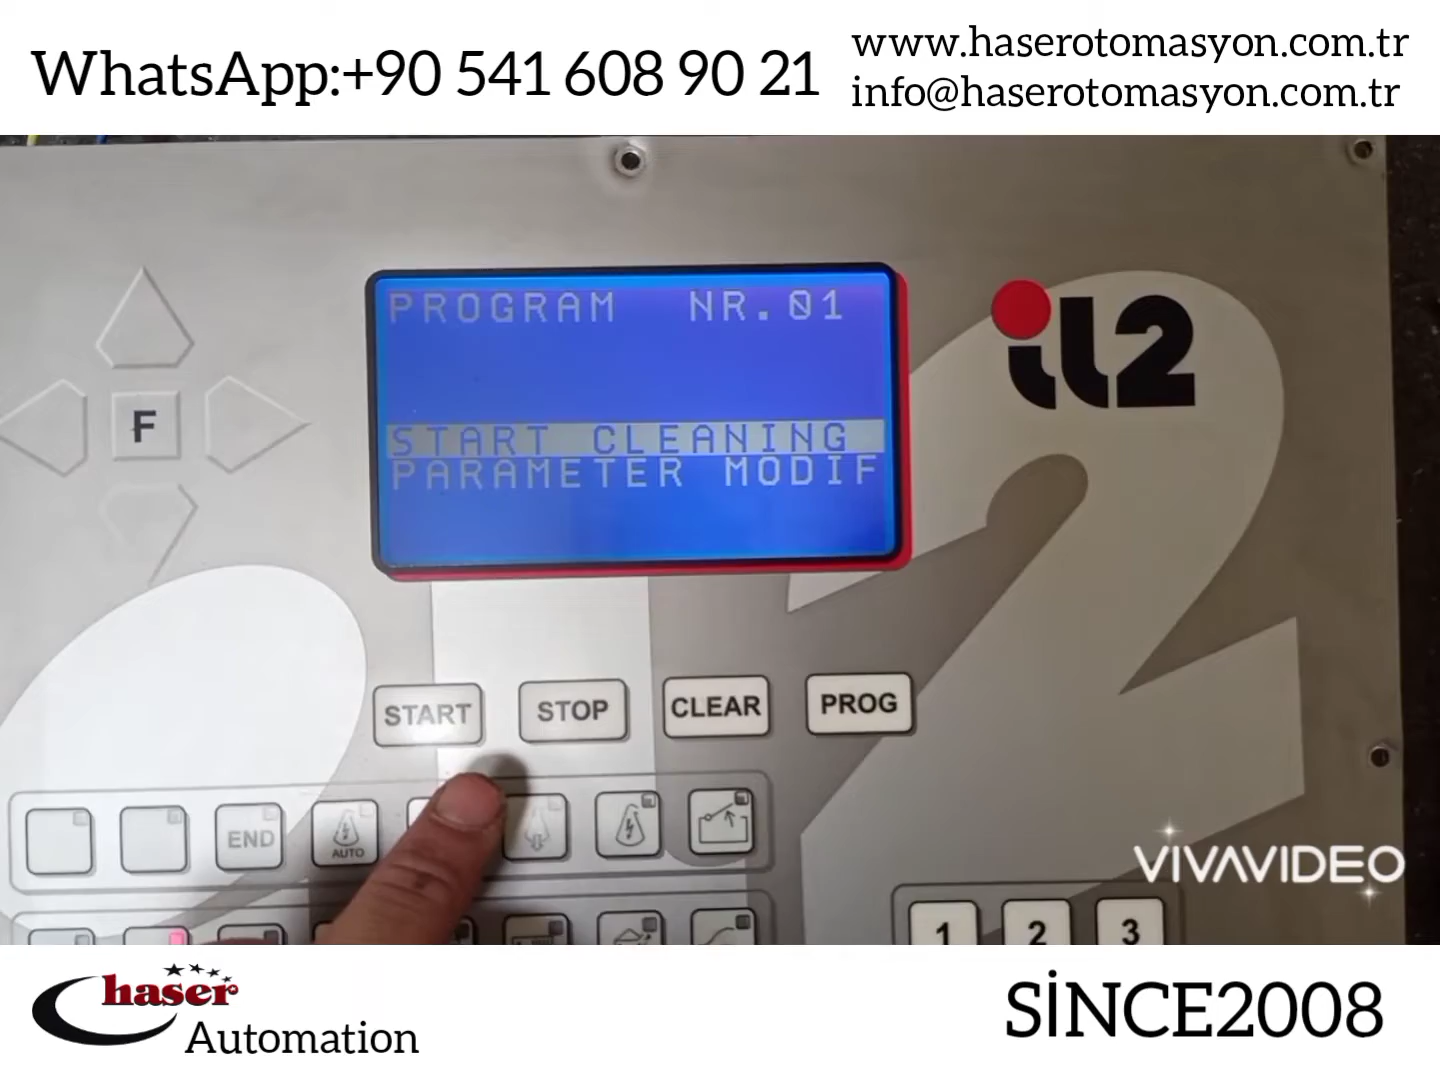 WhatsApp:+90 541 608 90 21
www.haserotomasyon.com.tr
info@haserotomasyon.com.tr
PROGRAM NR.01
START CLEANING
PARAMETER MODIF
il2
F
START
STOP
CLEAR
PROG
END
AUTO
VIVAVIDEO
1
2
3
haser
Automation
SİNCE2008